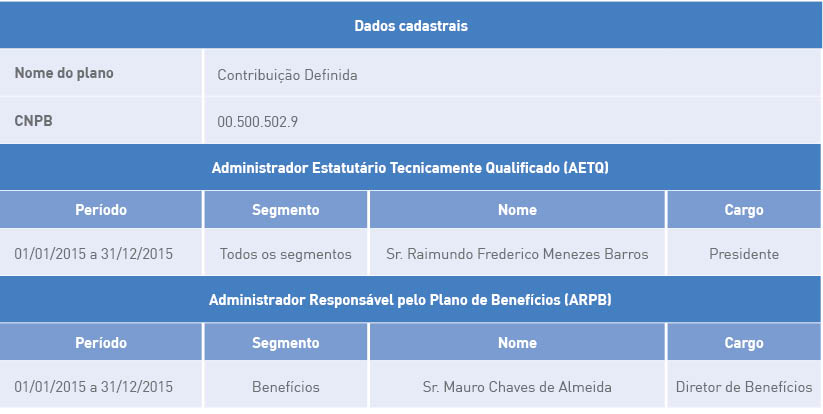 Dados cadastrais
Nome do plano Contribuição Definida
CNPB 00.500.502.9
Administrador Estatutário Tecnicamente Qualificado (AETQ)
Período Segmento Nome Cargo
01/01/2015 a 31/12/2015 Todos os segmentos Sr. Raimundo Frederico Menezes Barros Presidente
Administrador Responsável pelo Plano de Benefícios (ARPB)
Período Segmento Nome Cargo
01/01/2015 a 31/12/2015 Benefícios Sr. Mauro Chaves de Almeida Diretor de Benefícios